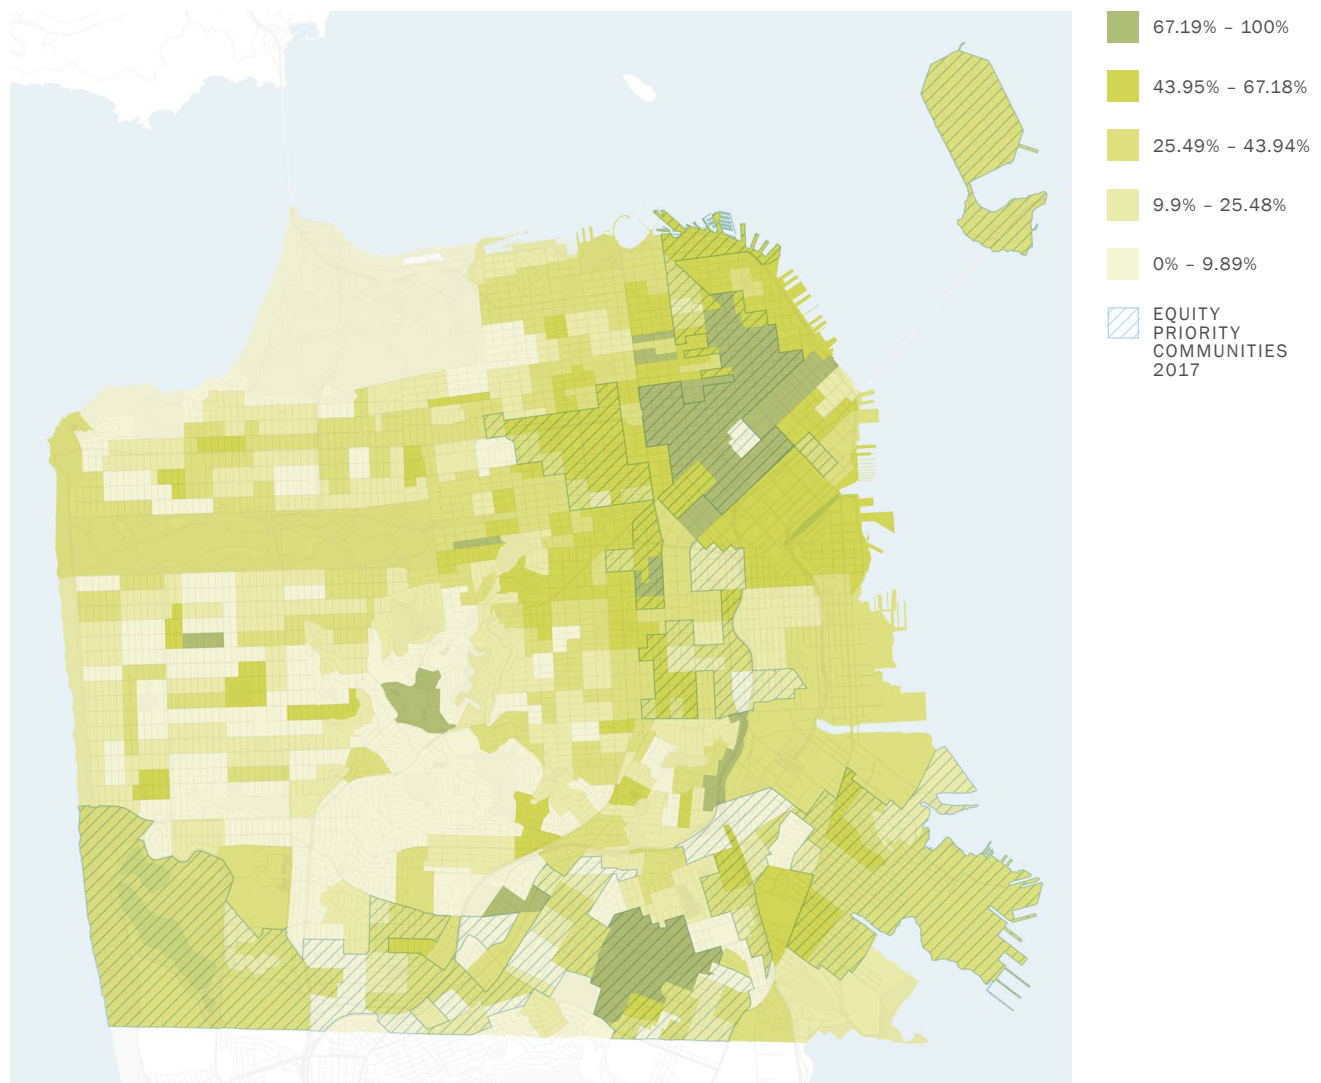 67.19% – 100%
43.95% – 67.18%
25.49% – 43.94%
9.9% – 25.48%
0% – 9.89%
EQUITY
PRIORITY
COMMUNITIES
2017